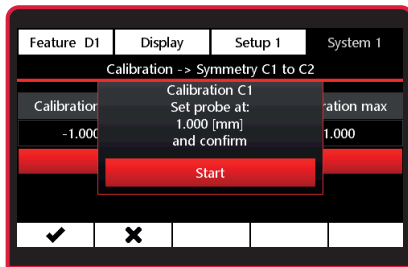 Feature D1 Display Setup 1 System 1
Calibration -> Symmetry C1 to C2
Calibration C1
Set probe at:
1.000 [mm]
and confirm
Start
Calibration
max
-1.000
1.000